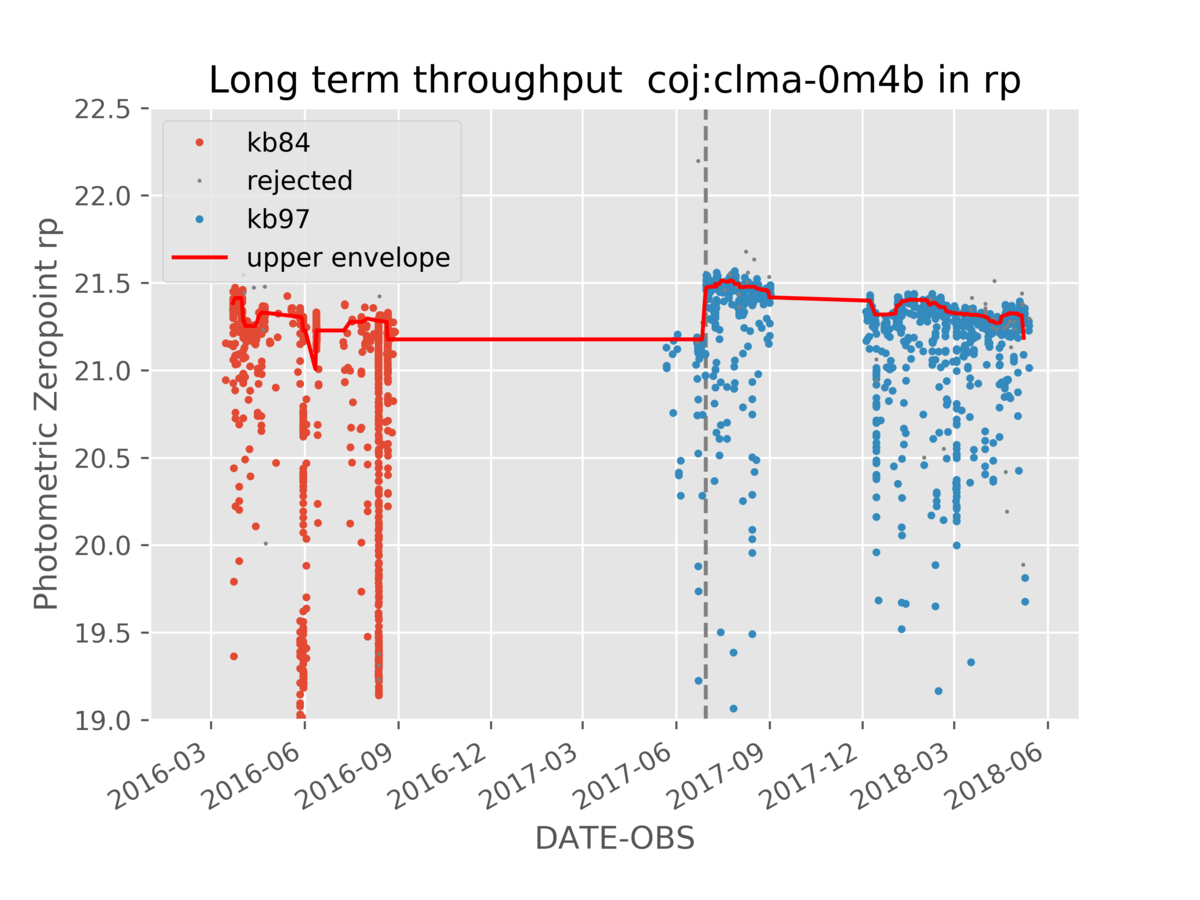 Long term throughput  coj:clma-0m4b in rp
22.5
22.0
21.5
21.0
20.5
20.0
19.5
19.0
Photometric Zeropoint rp
kb84
rejected
kb97
upper envelope
2016-03
2016-06
2016-09
2016-12
2017-03
2017-06
2017-09
2017-12
2018-03
2018-06
DATE-OBS